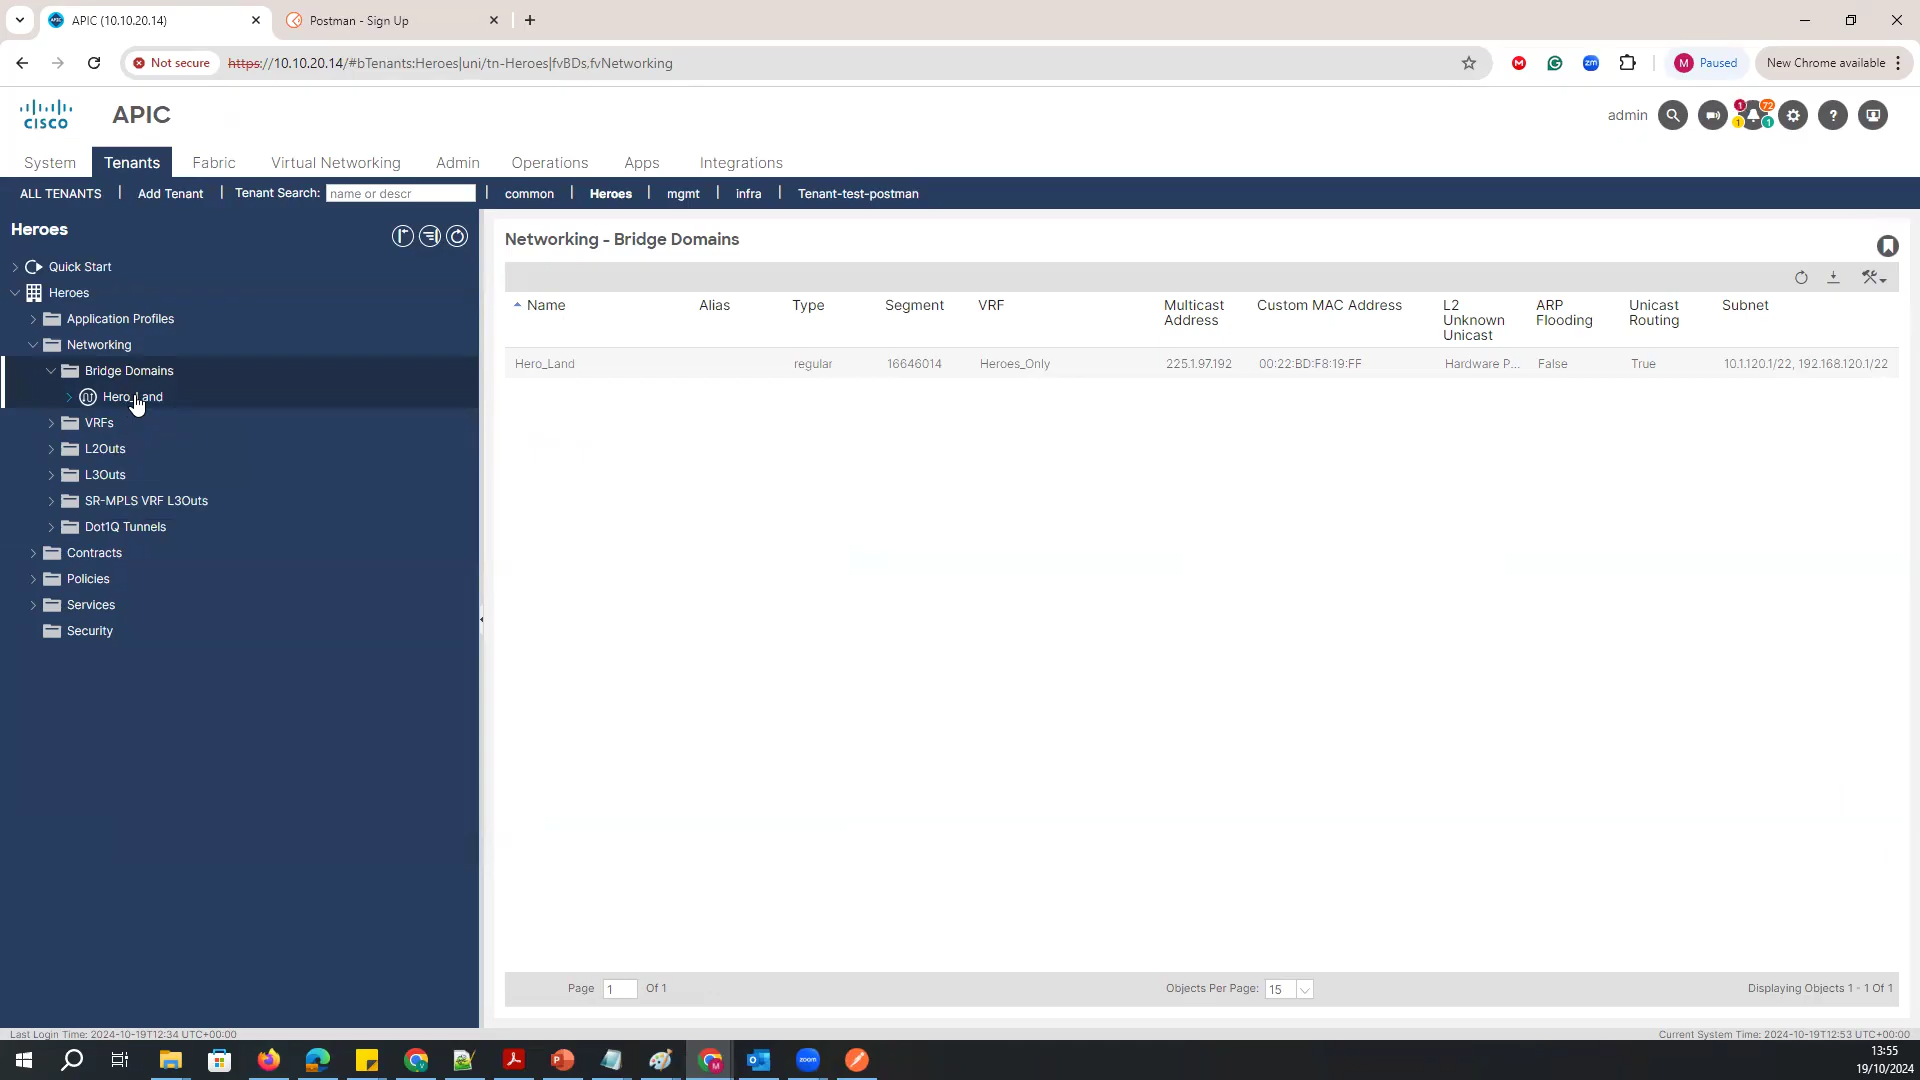 APIC (10.10.20.14)
Postman - Sign Up
Not secure
https://10.10.20.14/#bTenants:Heroes|uni/tn-Heroes|fvBDs,fvNetworking
M
zm
M
Paused
New Chrome available
CISCO
APIC
admin
1
72
1
1
?
System
Tenants
Fabric
Virtual Networking
Admin
Operations
Apps
Integrations
ALL TENANTS | Add Tenant | Tenant Search: name or descr | common | Heroes | mgmt | infra | Tenant-test-postman
Heroes
Quick Start
Heroes
Application Profiles
Networking
Bridge Domains
Hero_Land
VRFs
L2Outs
L3Outs
SR-MPLS VRF L3Outs
Dot1Q Tunnels
Contracts
Policies
Services
Security
Networking - Bridge Domains
Name
Alias
Type
Segment
VRF
Multicast
Address
Custom MAC Address
L2
Unknown
Unicast
ARP
Flooding
Unicast
Routing
Subnet
Hero_Land
regular
16646014
Heroes_Only
225.1.97.192
00:22:BD:F8:19:FF
Hardware P...
False
True
10.1.120.1/22, 192.168.120.1/22
Page 1 Of 1
Objects Per Page: 15
Displaying Objects 1 - 1 Of 1
Last Login Time: 2024-10-19T12:34 UTC+00:00
Current System Time: 2024-10-19T12:53 UTC+00:00
zoom
13:55
19/10/2024